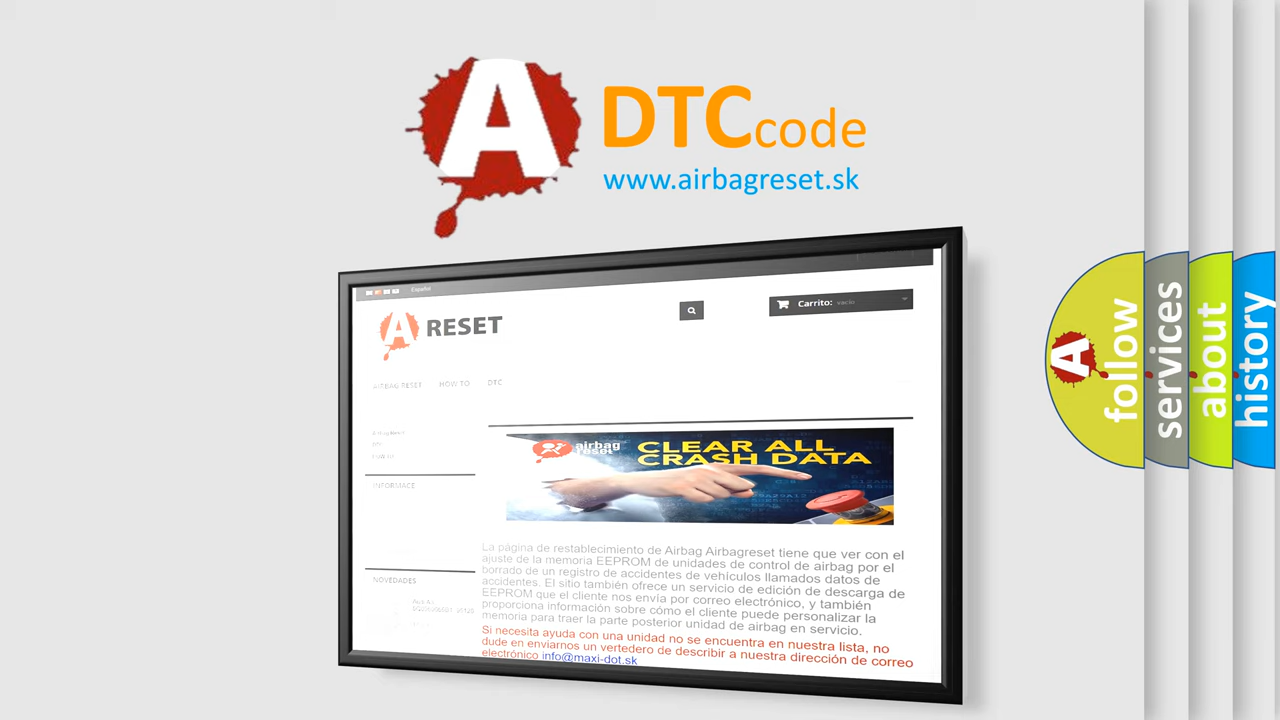 A DTCcode
www.airbagreset.sk
Español
A RESET
Carrito: vacío
AIRBAG RESET HOW TO DTC
INFORMACE
airbag reset
CLEAR ALL
CRASH DATA
La página de restablecimiento de Airbag Airbagreset tiene que ver con el
ajuste de la memoria EEPROM de unidades de control de airbag por el
borrado de un registro de accidentes de vehículos llamados datos de
accidentes. El sitio también ofrece un servicio de edición de descarga de
EEPROM que el cliente nos envía por correo electrónico, y también
proporciona información sobre cómo el cliente puede personalizar la
memoria para traer la parte posterior unidad de airbag en servicio.
Si necesita ayuda con una unidad no se encuentra en nuestra lista, no
dude en enviarnos un vertedero de describir a nuestra dirección de correo
electrónico info@maxi-dot.sk
NOVEDADES
A follow
services
about
history